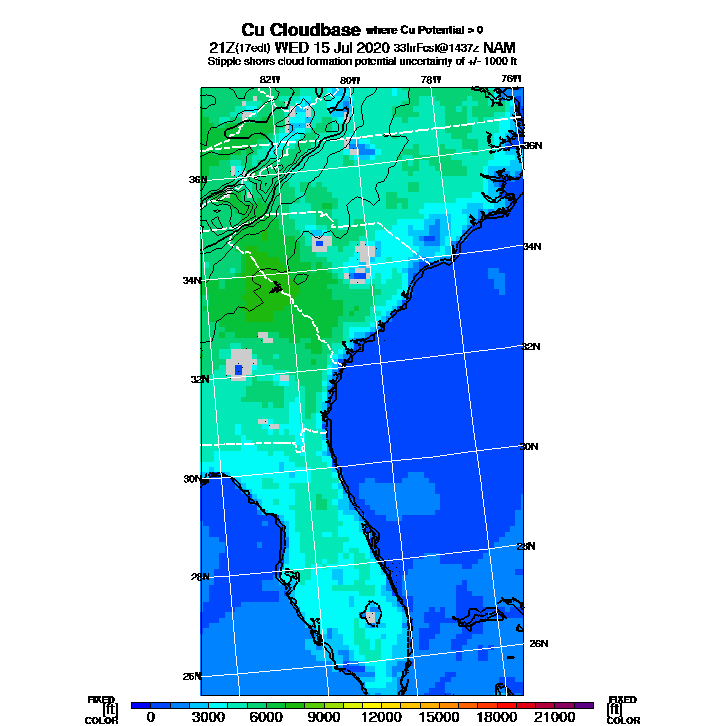 Cu Cloudbase where Cu Potential > 0
21Z(17edt) WED 15 Jul 2020 33hrFcst@1437z NAM
Stipple shows cloud formation potential uncertainty of +/- 1000 ft
82W 80W 78W 76W
36N
36N
34N
34N
32N
32N
30N
30N
28N
28N
26N
26N
FIXED FIXED
[ft] 0 3000 6000 9000 12000 15000 18000 21000 [ft]
COLOR COLOR